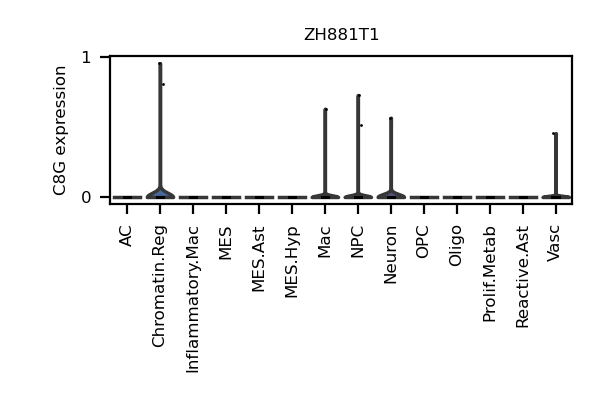 ZH881T1
C8G expression
1
0
AC
Chromatin.Reg
Inflammatory.Mac
MES
MES.Ast
MES.Hyp
Mac
NPC
Neuron
OPC
Oligo
Prolif.Metab
Reactive.Ast
Vasc